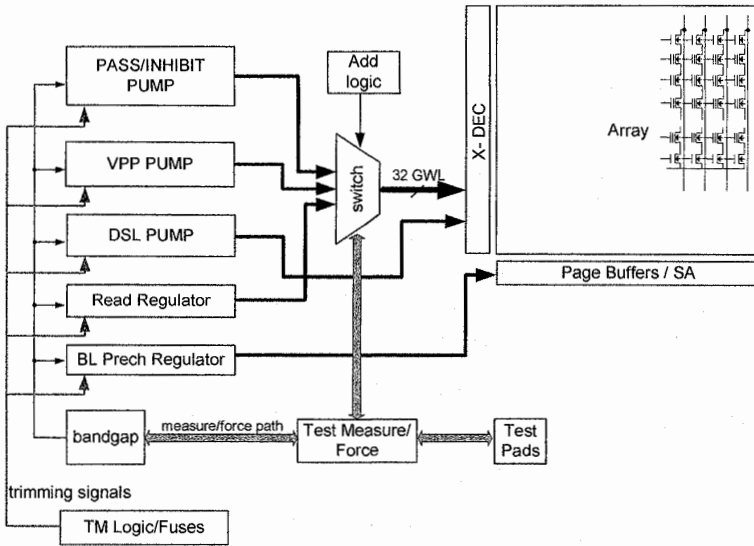 PASS/INHIBIT
PUMP
Add
logic
VPP PUMP
switch
32 GWL
X- DEC
Array
DSL PUMP
Page Buffers / SA
Read Regulator
BL Prech Regulator
bandgap
measure/force path
Test Measure/
Force
Test
Pads
trimming signals
TM Logic/Fuses